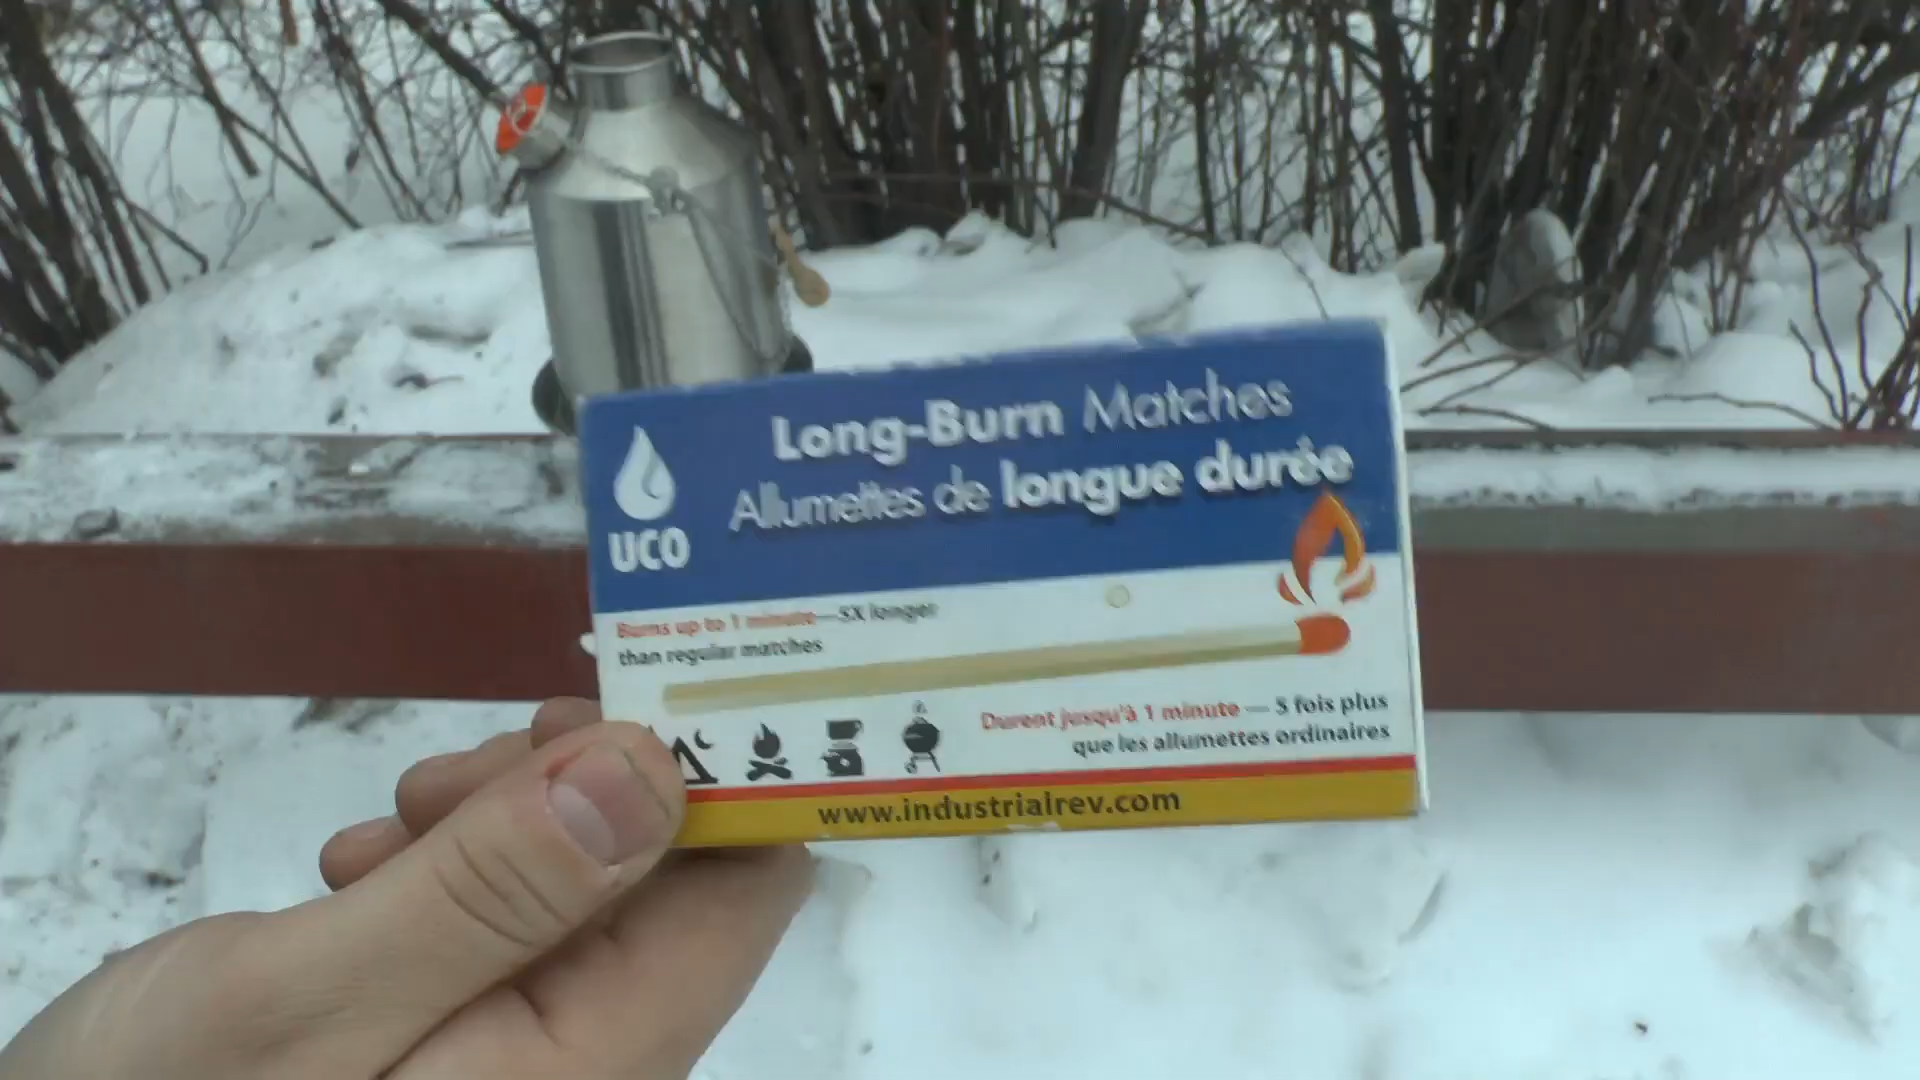 Long-Burn Matches
Allumettes de longue durée
UCO
Burns up to 1 minute—5X longer
than regular matches
Durent jusqu'à 1 minute — 5 fois plus
que les allumettes ordinaires
www.industrialrev.com